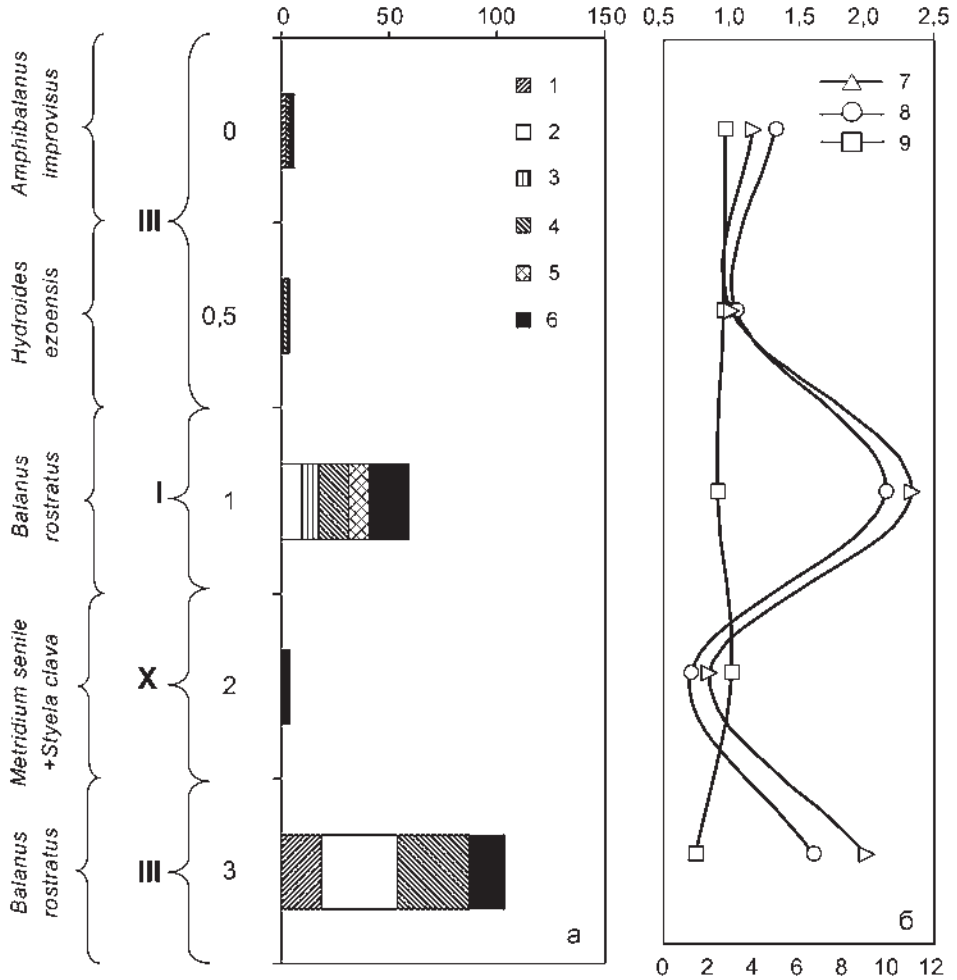 0 50 100 150
0,5 1,0 1,5 2,0 2,5
Amphibalanus
improvisus
Hydroides
ezoensis
Balanus
rostratus
Metridium senile
+Styela clava
Balanus
rostratus
III
I
X
III
0
0,5
1
2
3
1
2
3
4
5
6
а
7
8
9
б
0 2 4 6 8 10 12